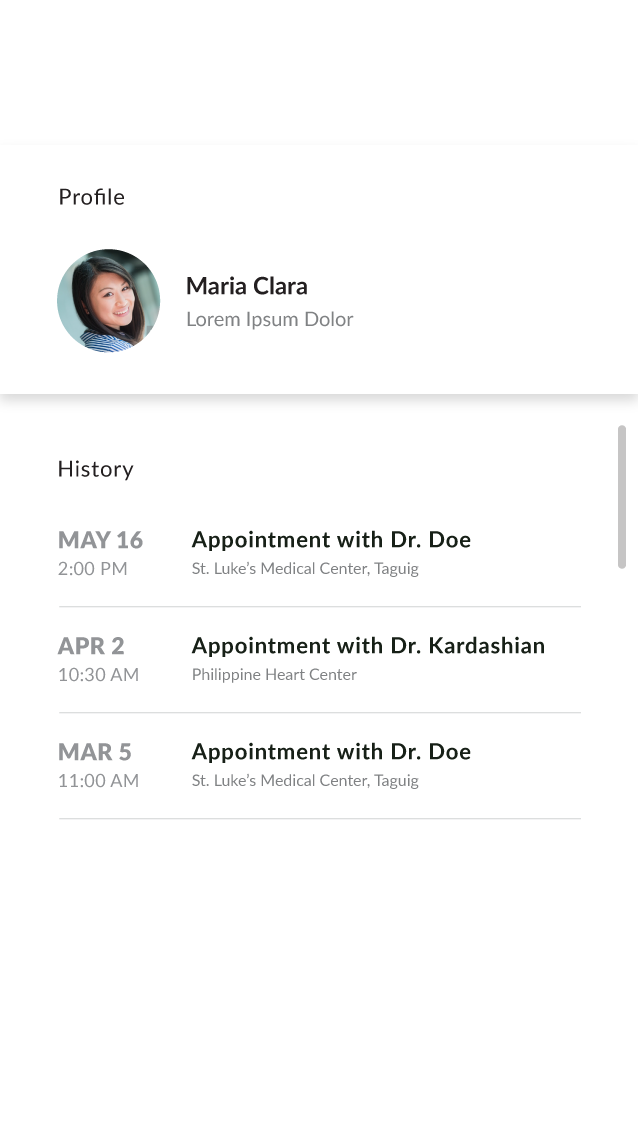 Profile
Maria Clara
Lorem Ipsum Dolor
History
MAY 16
2:00 PM
Appointment with Dr. Doe
St. Luke’s Medical Center, Taguig
APR 2
10:30 AM
Appointment with Dr. Kardashian
Philippine Heart Center
MAR 5
11:00 AM
Appointment with Dr. Doe
St. Luke’s Medical Center, Taguig